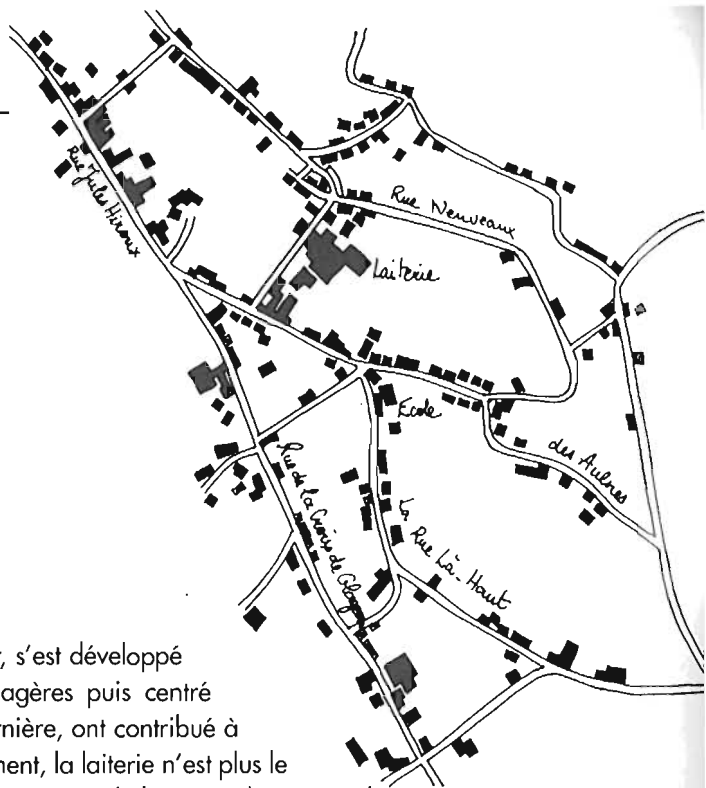 Rue Jules Hiroux
Rue Neuveaux
Laiterie
Ecole
des Aulnes
Rue de la Croix de
La Rue Là-Haut
, s'est développé
agères puis centré
rnière, ont contribué à
ment, la laiterie n'est plus le